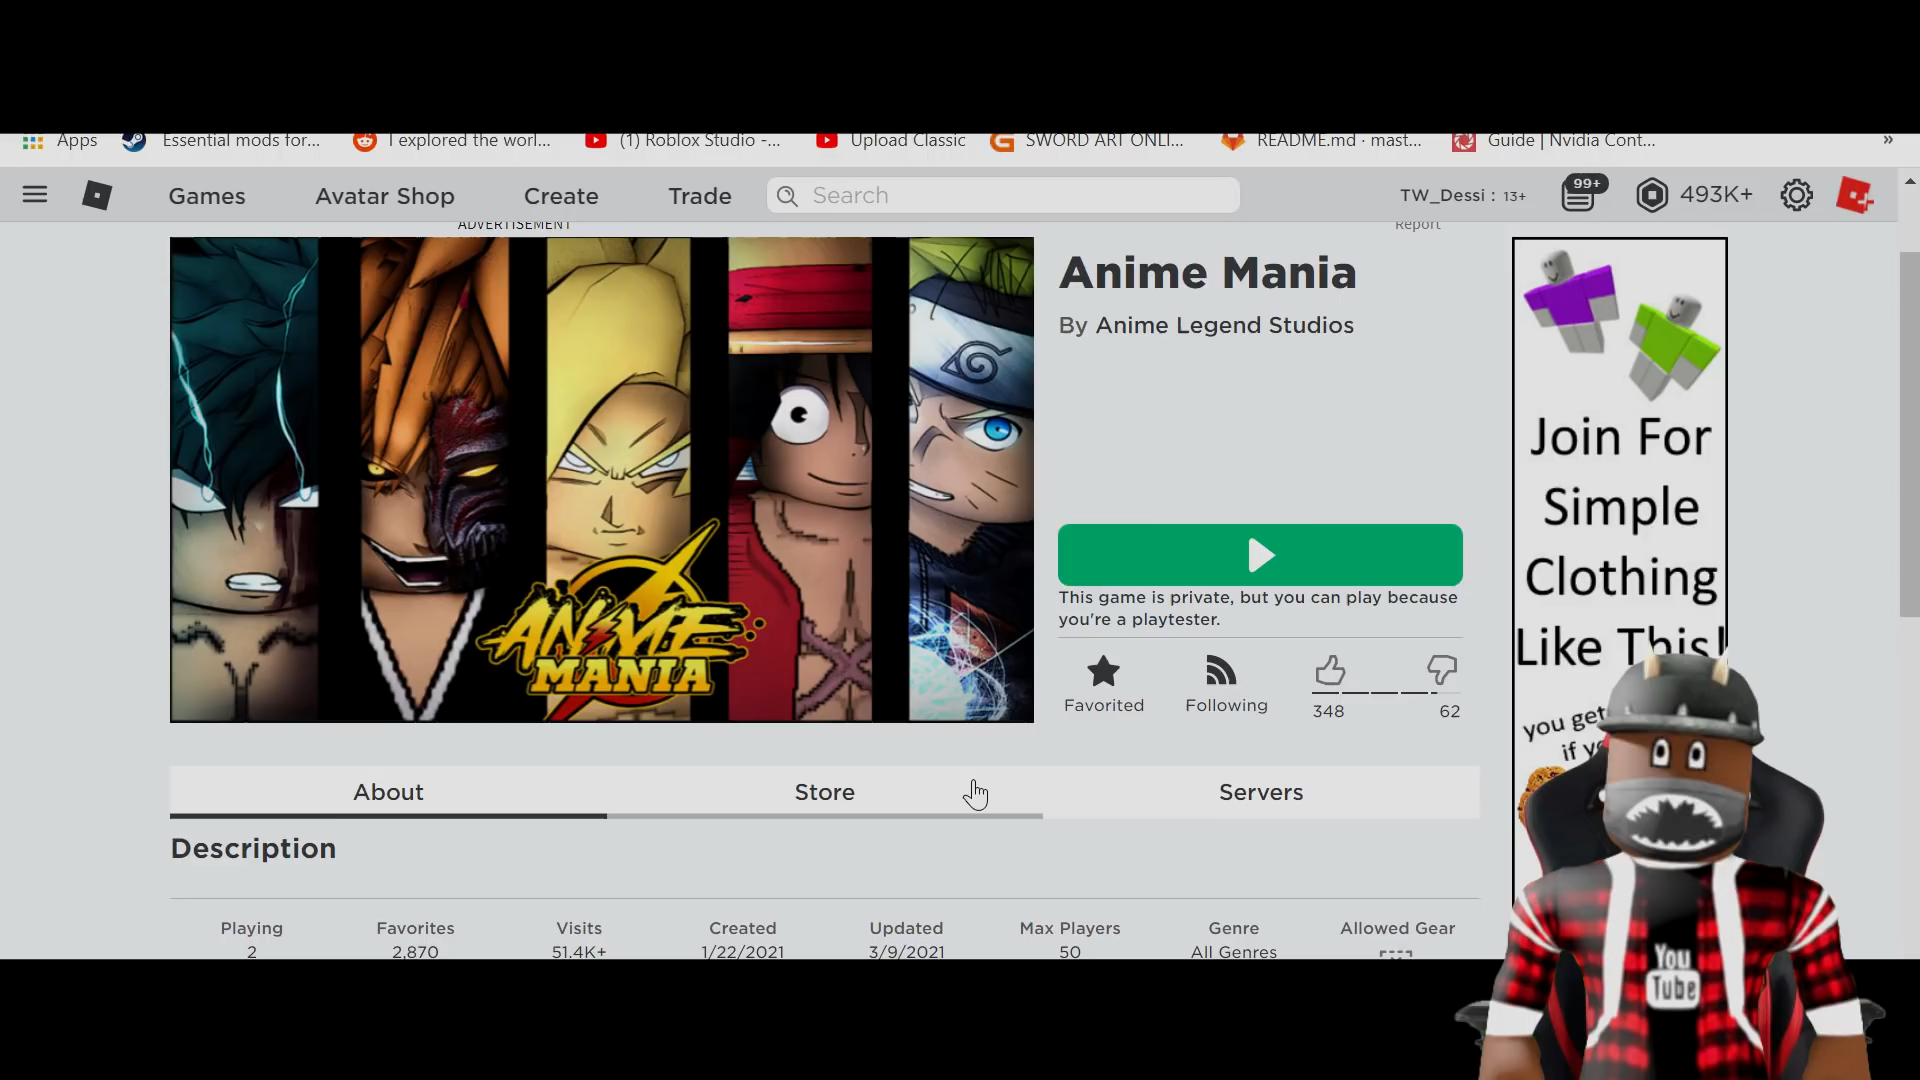 Apps Essential mods for... I explored the worl... (1) Roblox Studio -... Upload Classic SWORD ART ONLI... README.md · mast... Guide | Nvidia Cont... »
Games Avatar Shop Create Trade Search TW_Dessi : 13+ 99+ 493K+
ADVERTISEMENT Report
Anime Mania
By Anime Legend Studios
ANIME
MANIA
This game is private, but you can play because
you're a playtester.
Favorited Following 348 62
About Store Servers
Description
Playing Favorites Visits Created Updated Max Players Genre Allowed Gear
2 2,870 51.4K+ 1/22/2021 3/9/2021 50 All Genres
Join For
Simple
Clothing
Like This!
you get
if
You
Tube